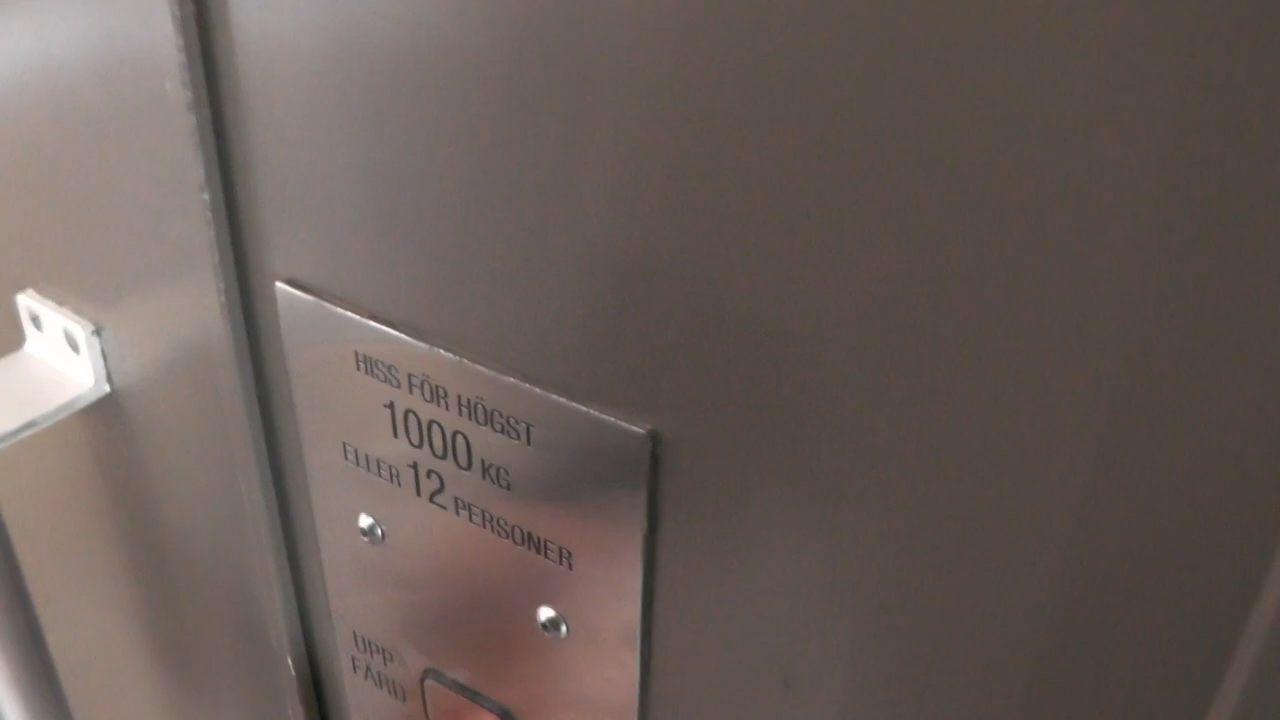 HISS FÖR HÖGST
1000 KG
ELLER 12 PERSONER
UPP
FÄRD